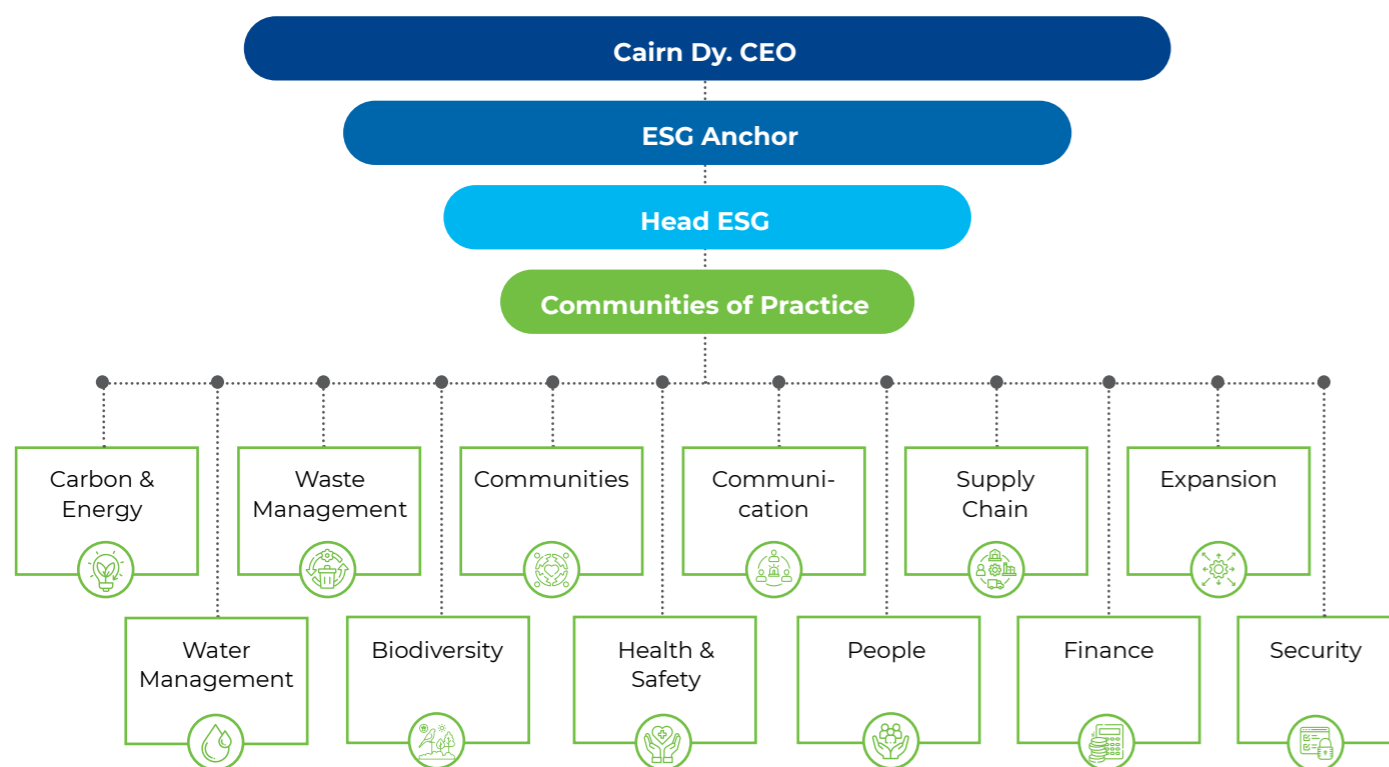 Cairn Dy. CEO
ESG Anchor
Head ESG
Communities of Practice
Carbon &
Energy
Waste
Management
Communities
Communi-
cation
Supply
Chain
Expansion
Water
Management
Biodiversity
Health &
Safety
People
Finance
Security